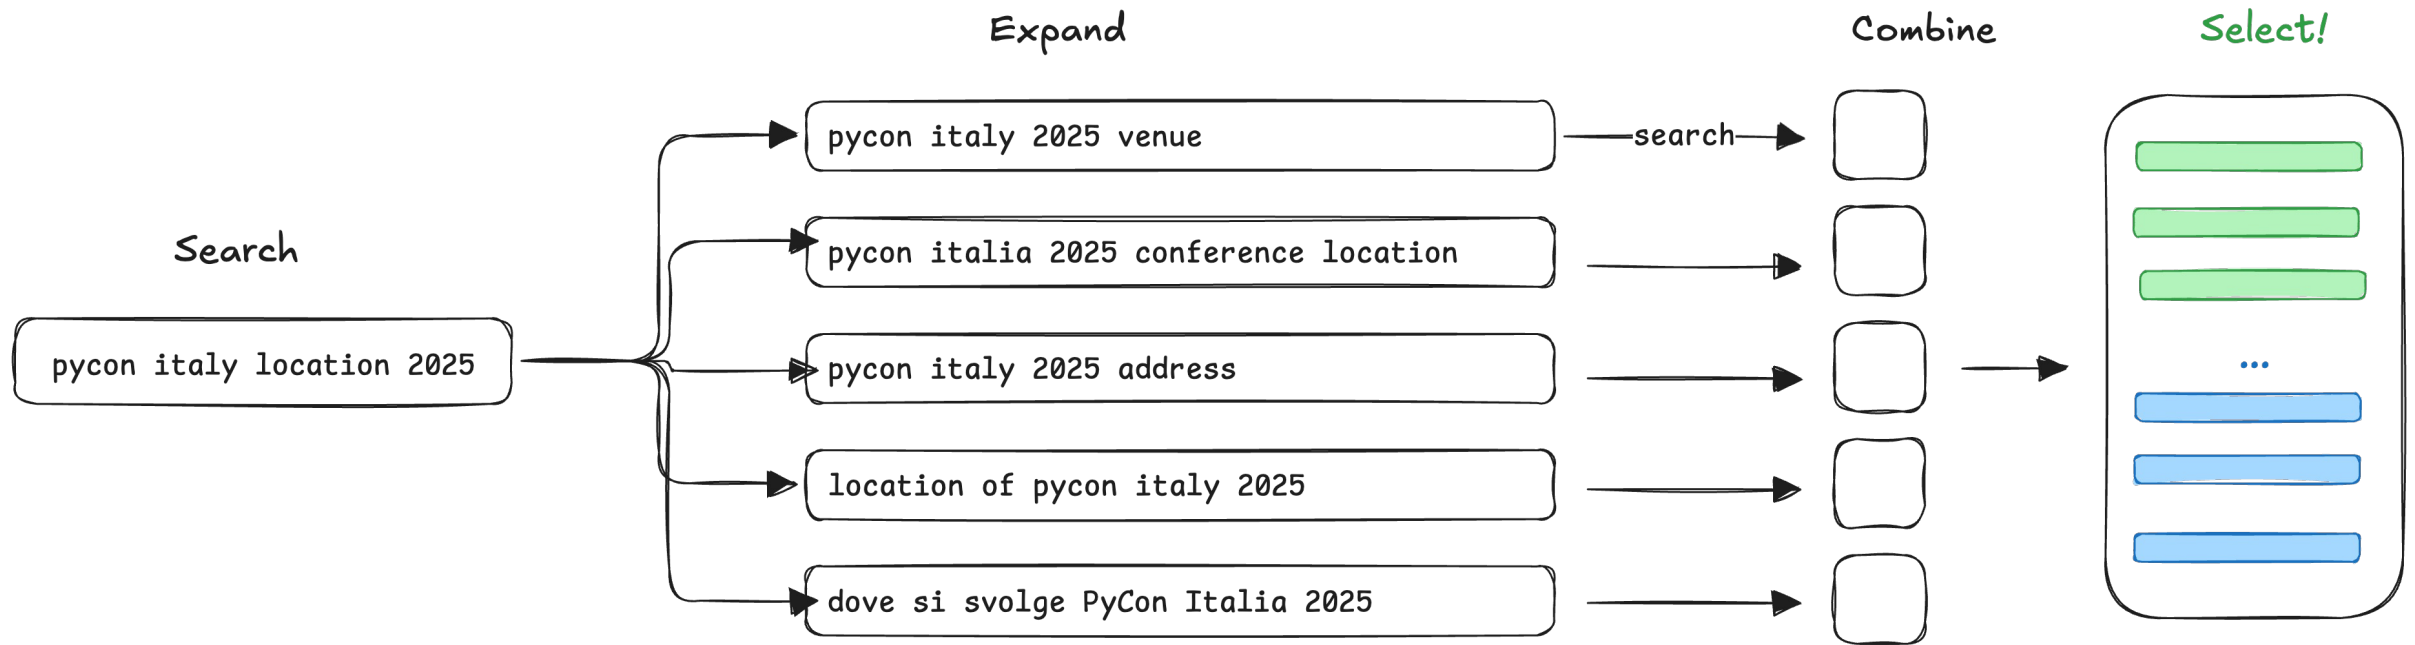 Expand
Combine
Select!
Search
pycon italy location 2025
pycon italy 2025 venue
search
pycon italia 2025 conference location
pycon italy 2025 address
location of pycon italy 2025
dove si svolge PyCon Italia 2025
...